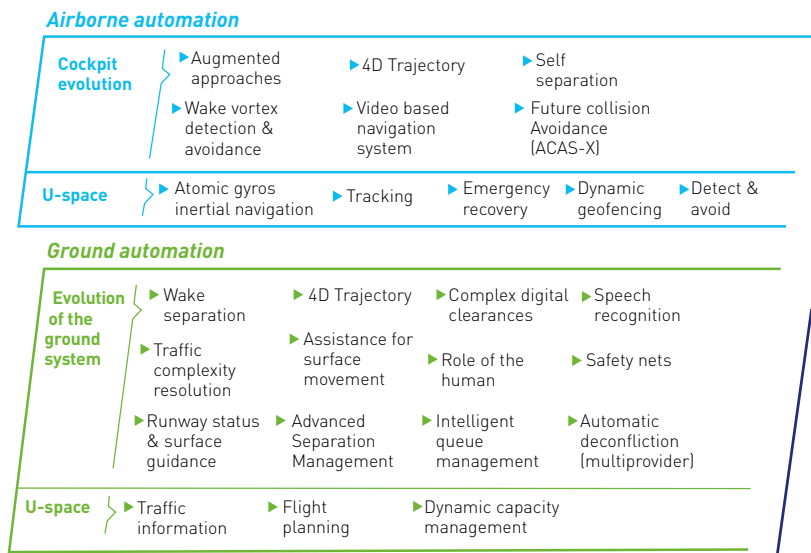 Airborne automation
Cockpit
evolution
Augmented
approaches
4D Trajectory
Self
separation
Wake vortex
detection &
avoidance
Video based
navigation
system
Future collision
Avoidance
(ACAS-X)
U-space
Atomic gyros
inertial navigation
Tracking
Emergency
recovery
Dynamic
geofencing
Detect &
avoid
Ground automation
Evolution
of the
ground
system
Wake
separation
4D Trajectory
Complex digital
clearances
Speech
recognition
Traffic
complexity
resolution
Assistance for
surface
movement
Role of the
human
Safety nets
Runway status
& surface
guidance
Advanced
Separation
Management
Intelligent
queue
management
Automatic
deconfliction
(multiprovider)
U-space
Traffic
information
Flight
planning
Dynamic capacity
management